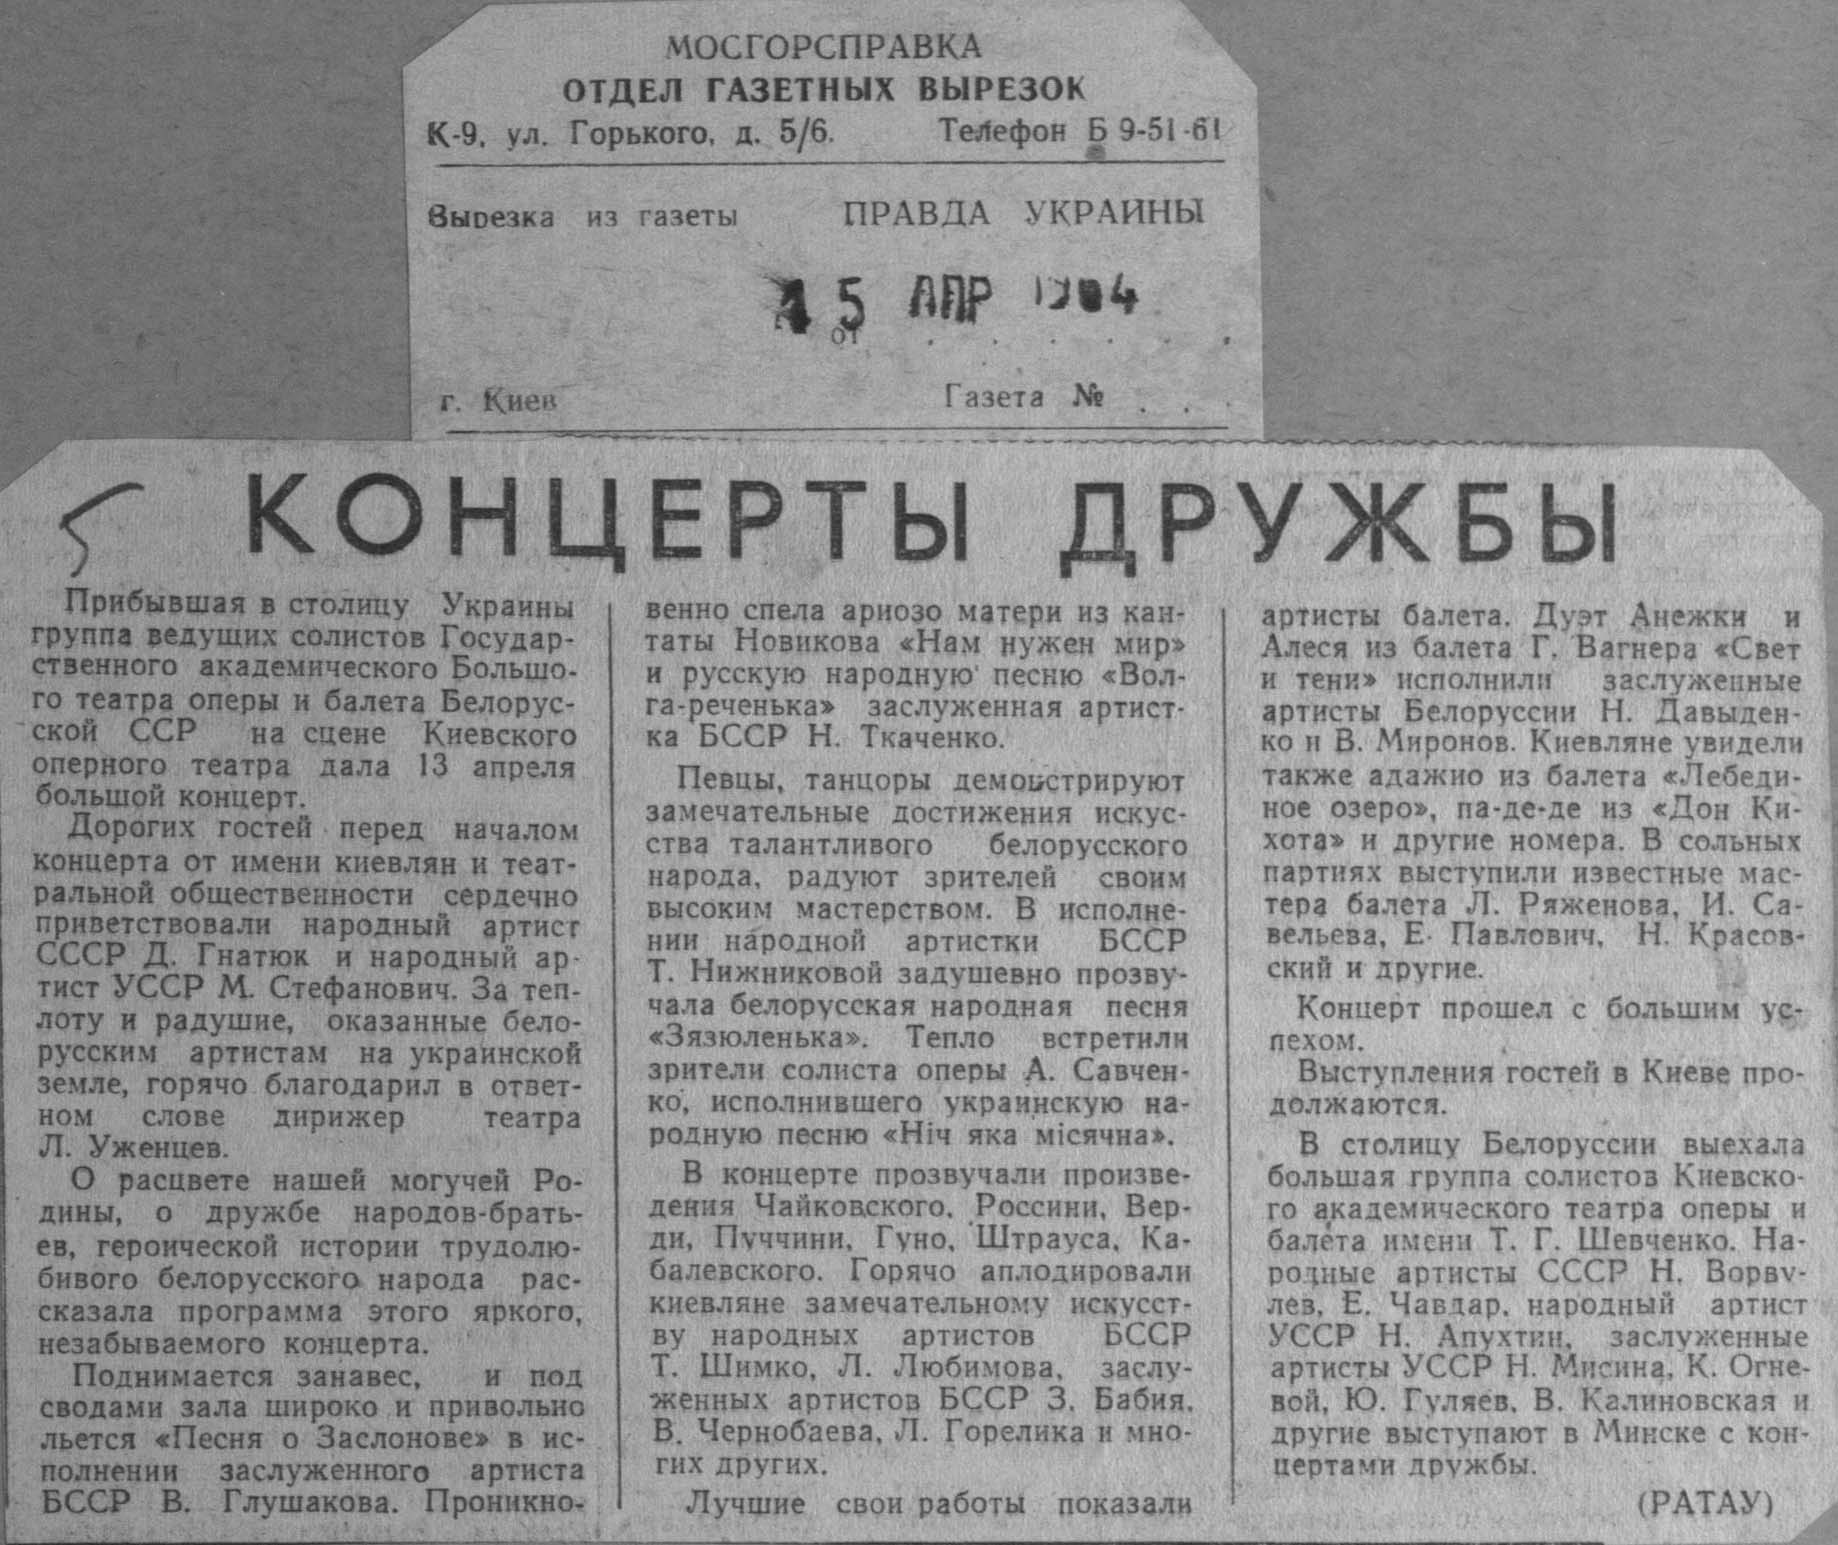 МОСГОРСПРАВКА
ОТДЕЛ ГАЗЕТНЫХ ВЫРЕЗОК
К-9, ул. Горького, д. 5/6. Телефон Б 9-51-61
Вырезка из газеты ПРАВДА УКРАИНЫ
15 АПР
от . . . . . .
г. Киев Газета № . . .
КОНЦЕРТЫ ДРУЖБЫ
Прибывшая в столицу Украины
группа ведущих солистов Государ-
ственного академического Большо-
го театра оперы и балета Белорус-
ской ССР на сцене Киевского
оперного театра дала 13 апреля
большой концерт.
Дорогих гостей перед началом
концерта от имени киевлян и теат-
ральной общественности сердечно
приветствовали народный артист
СССР Д. Гнатюк и народный ар-
тист УССР М. Стефанович. За теп-
лоту и радушие, оказанные бело-
русским артистам на украинской
земле, горячо благодарил в ответ-
ном слове дирижер театра
Л. Уженцев.
О расцвете нашей могучей Ро-
дины, о дружбе народов-брать-
ев, героической истории трудолю-
бивого белорусского народа рас-
сказала программа этого яркого,
незабываемого концерта.
Поднимается занавес, и под
сводами зала широко и привольно
льется «Песня о Заслонове» в ис-
полнении заслуженного артиста
БССР В. Глушакова. Проникно-
венно спела ариозо матери из кан-
таты Новикова «Нам нужен мир»
и русскую народную песню «Вол-
га-реченька» заслуженная артист-
ка БССР Н. Ткаченко.
Певцы, танцоры демонстрируют
замечательные достижения искус-
ства талантливого белорусского
народа, радуют зрителей своим
высоким мастерством. В исполне-
нии народной артистки БССР
Т. Нижниковой задушевно прозву-
чала белорусская народная песня
«Зязюленька». Тепло встретили
зрители солиста оперы А. Савчен-
ко, исполнившего украинскую на-
родную песню «Ніч яка місячна».
В концерте прозвучали произве-
дения Чайковского, Россини, Вер-
ди, Пуччини, Гуно, Штрауса, Ка-
балевского. Горячо аплодировали
киевляне замечательному искусст-
ву народных артистов БССР
Т. Шимко, Л. Любимова, заслу-
женных артистов БССР З. Бабия,
В. Чернобаева, Л. Горелика и мно-
гих других.
Лучшие свои работы показали
артисты балета. Дуэт Анежки и
Алеся из балета Г. Вагнера «Свет
и тени» исполнили заслуженные
артисты Белоруссии Н. Давыден-
ко и В. Миронов. Киевляне увидели
также адажио из балета «Лебеди-
ное озеро», па-де-де из «Дон Ки-
хота» и другие номера. В сольных
партиях выступили известные мас-
тера балета Л. Ряженова, И. Са-
вельева, Е. Павлович, Н. Красов-
ский и другие.
Концерт прошел с большим ус-
пехом.
Выступления гостей в Киеве про-
должаются.
В столицу Белоруссии выехала
большая группа солистов Киевско-
го академического театра оперы и
балета имени Т. Г. Шевченко. На-
родные артисты СССР Н. Ворву-
лев, Е. Чавдар, народный артист
УССР Н. Апухтин, заслуженные
артисты УССР Н. Мисина, К. Огне-
вой, Ю. Гуляев, В. Калиновская и
другие выступают в Минске с кон-
цертами дружбы.
(РАТАУ)